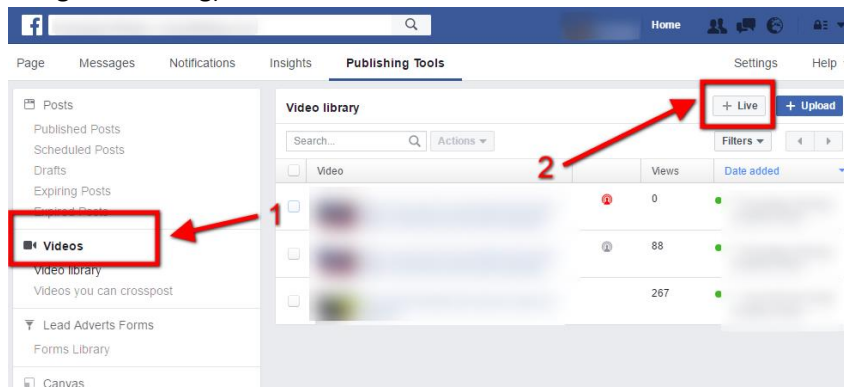 f
Home
Page Messages Notifications Insights Publishing Tools Settings Help
Posts
Published Posts
Scheduled Posts
Drafts
Expiring Posts
Expired Posts
Videos
Video library
Videos you can crosspost
Lead Adverts Forms
Forms Library
Canvas
1
2
Video library + Live + Upload
Search... Actions Filters
Video Views Date added
0
88
267